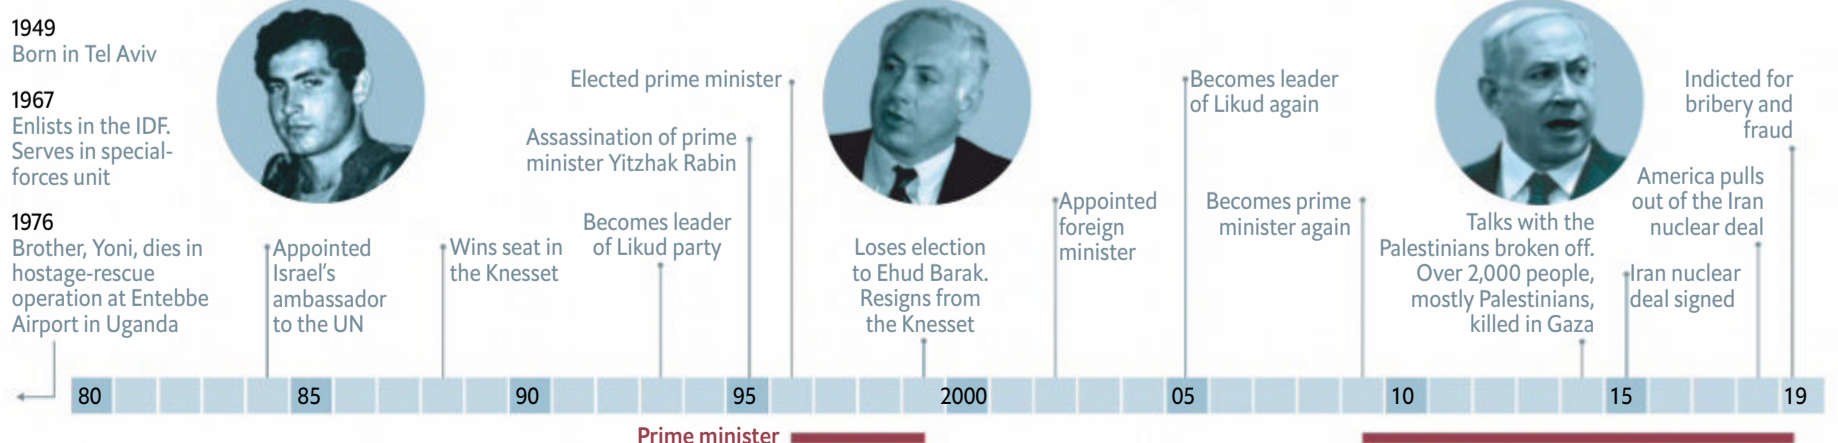 1949
Born in Tel Aviv
1967
Enlists in the IDF.
Serves in special-
forces unit
1976
Brother, Yoni, dies in
hostage-rescue
operation at Entebbe
Airport in Uganda
Appointed
Israel's
ambassador
to the UN
Wins seat in
the Knesset
Becomes leader
of Likud party
Assassination of prime
minister Yitzhak Rabin
Elected prime minister
Loses election
to Ehud Barak.
Resigns from
the Knesset
Appointed
foreign
minister
Becomes leader
of Likud again
Becomes prime
minister again
Talks with the
Palestinians broken off.
Over 2,000 people,
mostly Palestinians,
killed in Gaza
Iran nuclear
deal signed
America pulls
out of the Iran
nuclear deal
Indicted for
bribery and
fraud
80 85 90 95 2000 05 10 15 19
Prime minister